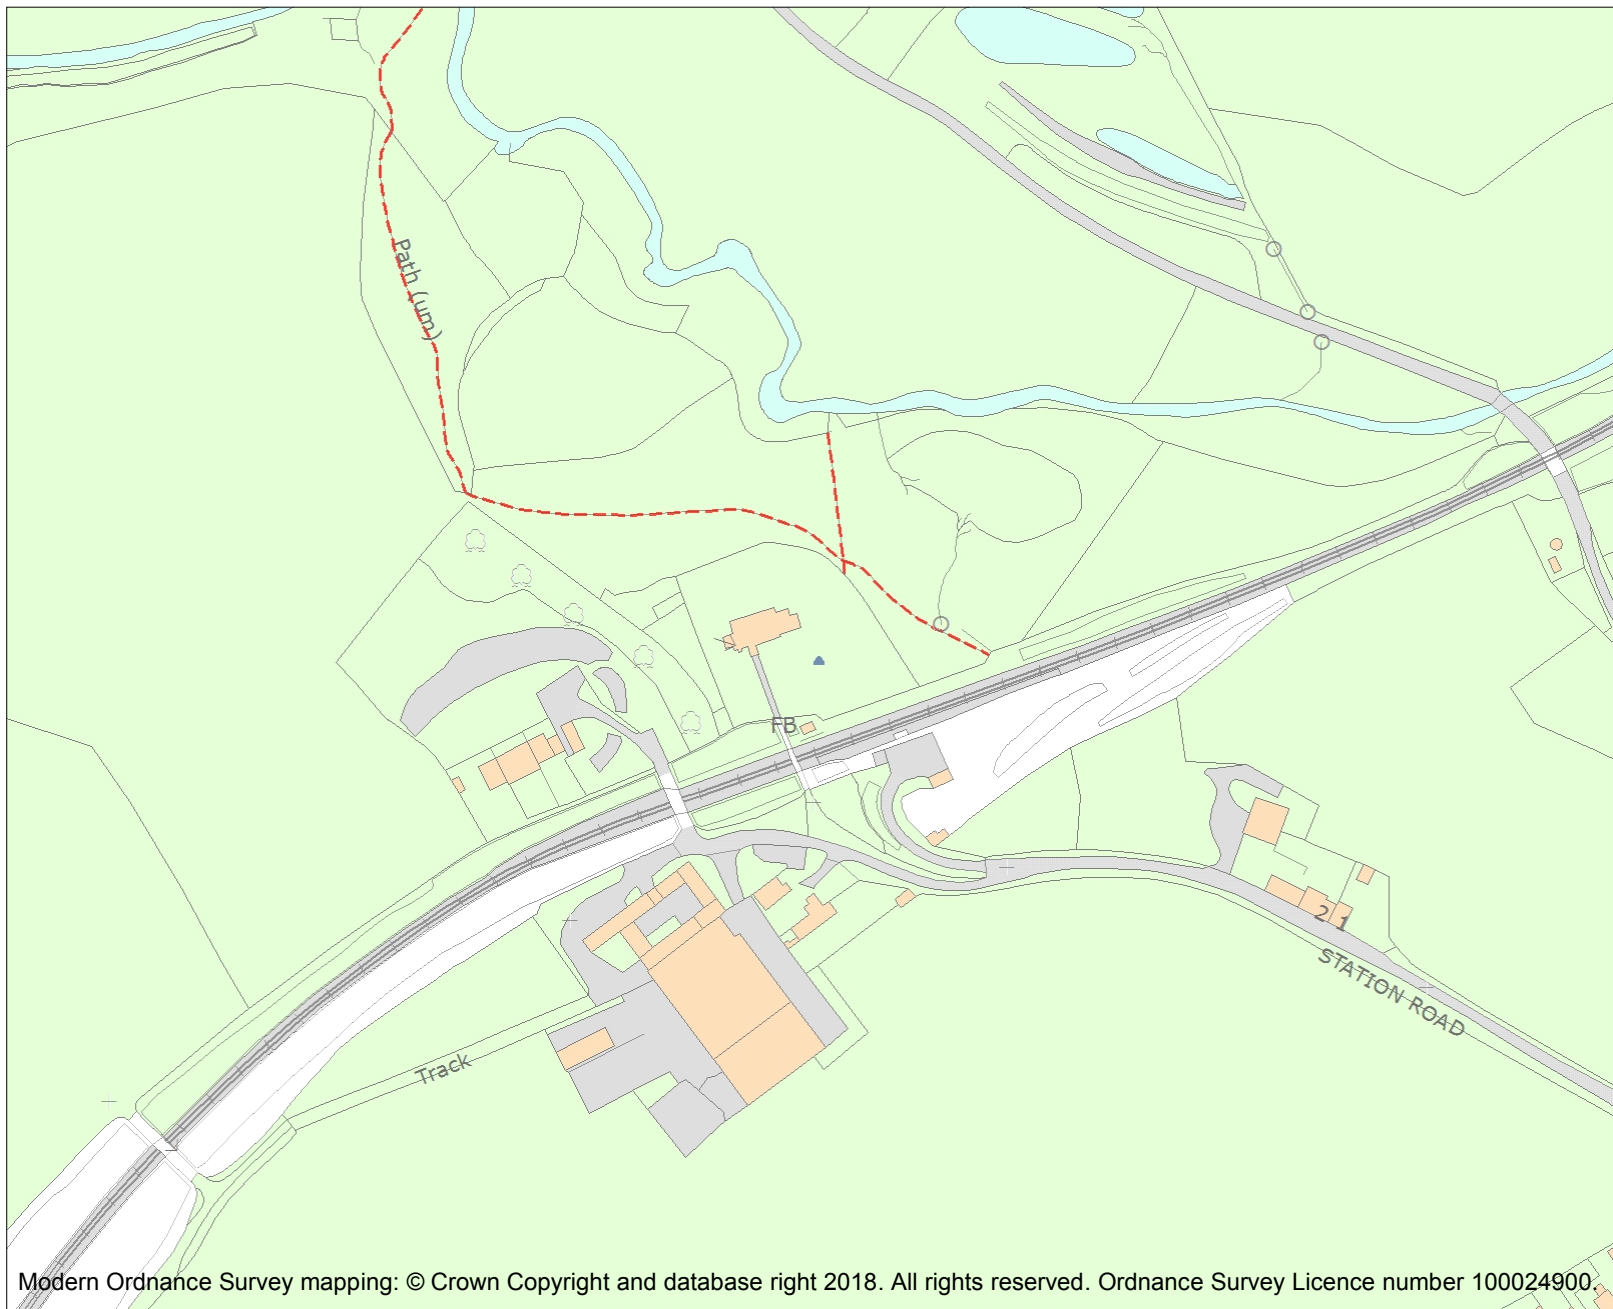 Path (um)
FB
2
1
STATION ROAD
Track
Modern Ordnance Survey mapping: © Crown Copyright and database right 2018. All rights reserved. Ordnance Survey Licence number 100024900.